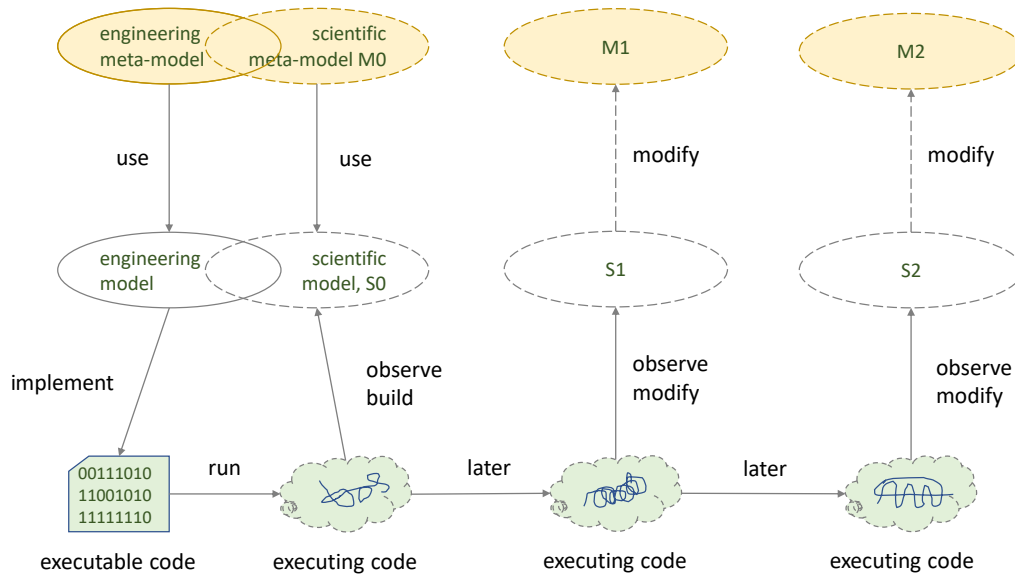 engineering
meta-model
scientific
meta-model M0
M1
M2
use
use
modify
modify
engineering
model
scientific
model, S0
S1
S2
implement
observe
build
observe
modify
observe
modify
00111010
11001010
11111110
run
later
later
executable code
executing code
executing code
executing code